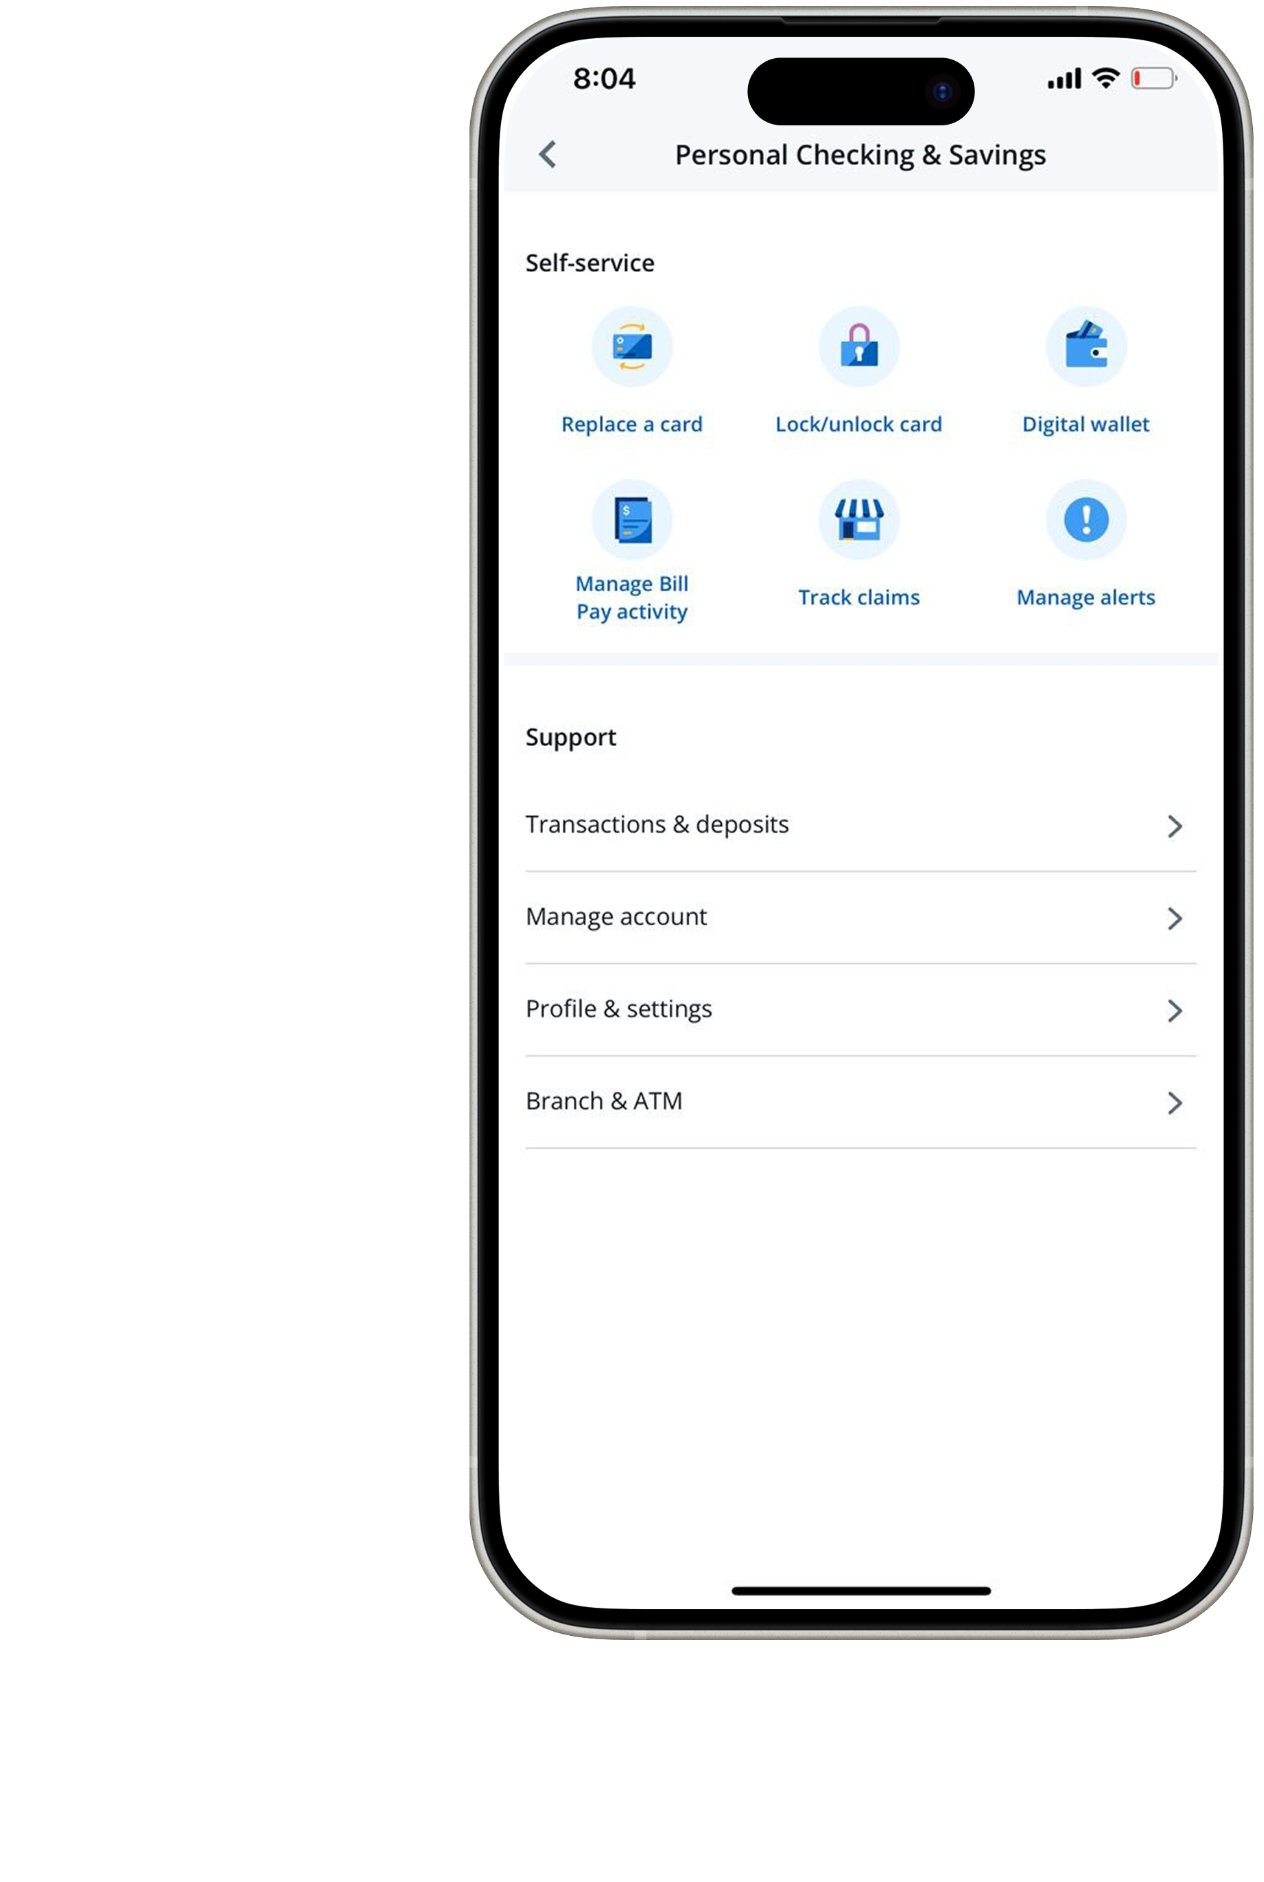 8:04
Personal Checking & Savings
Self-service
Replace a card
Lock/unlock card
Digital wallet
$
Manage Bill
Pay activity
Track claims
Manage alerts
Support
Transactions & deposits
Manage account
Profile & settings
Branch & ATM